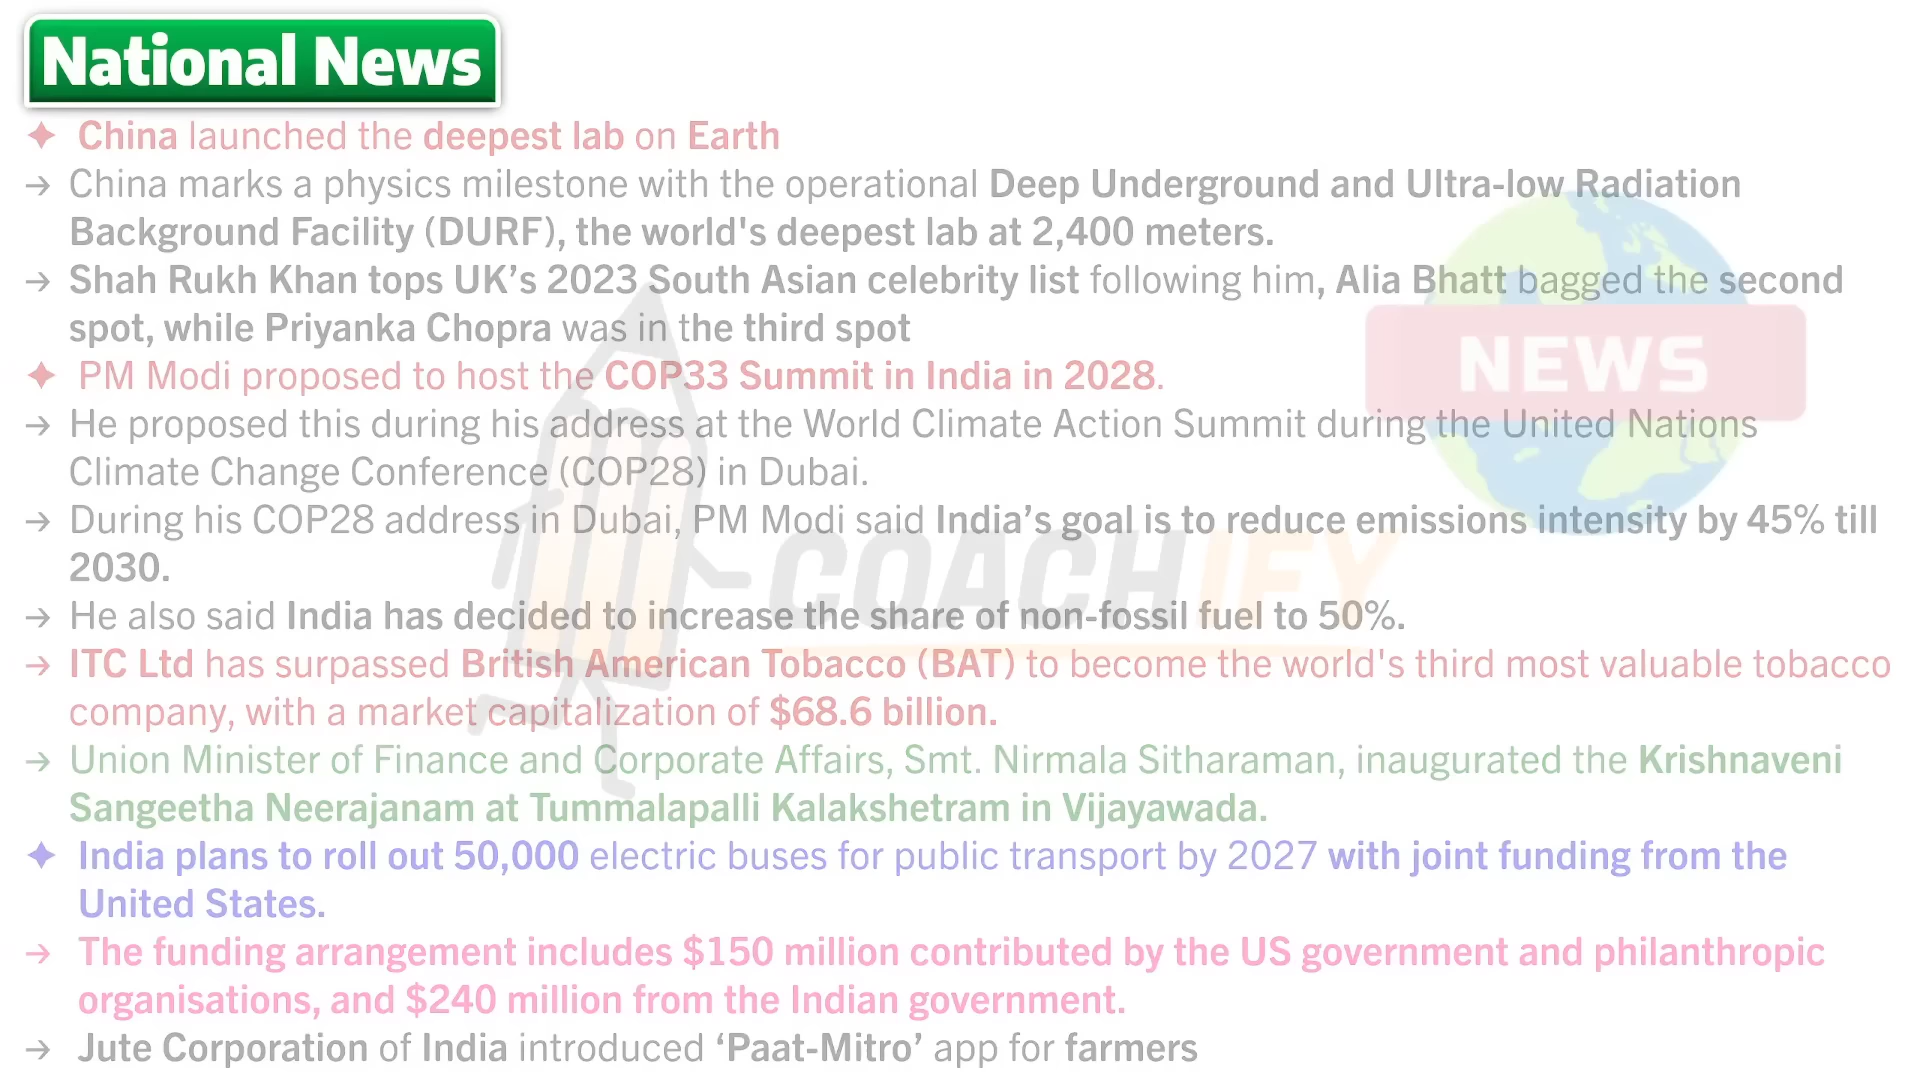 National News
✦ China launched the deepest lab on Earth
→ China marks a physics milestone with the operational Deep Underground and Ultra-low Radiation
Background Facility (DURF), the world's deepest lab at 2,400 meters.
→ Shah Rukh Khan tops UK’s 2023 South Asian celebrity list following him, Alia Bhatt bagged the second
spot, while Priyanka Chopra was in the third spot
✦ PM Modi proposed to host the COP33 Summit in India in 2028.
NEWS
→ He proposed this during his address at the World Climate Action Summit during the United Nations
Climate Change Conference (COP28) in Dubai.
→ During his COP28 address in Dubai, PM Modi said India’s goal is to reduce emissions intensity by 45% till
2030.
COACHIFY
→ He also said India has decided to increase the share of non-fossil fuel to 50%.
→ ITC Ltd has surpassed British American Tobacco (BAT) to become the world's third most valuable tobacco
company, with a market capitalization of $68.6 billion.
→ Union Minister of Finance and Corporate Affairs, Smt. Nirmala Sitharaman, inaugurated the Krishnaveni
Sangeetha Neerajanam at Tummalapalli Kalakshetram in Vijayawada.
✦ India plans to roll out 50,000 electric buses for public transport by 2027 with joint funding from the
United States.
→ The funding arrangement includes $150 million contributed by the US government and philanthropic
organisations, and $240 million from the Indian government.
→ Jute Corporation of India introduced ‘Paat-Mitro’ app for farmers